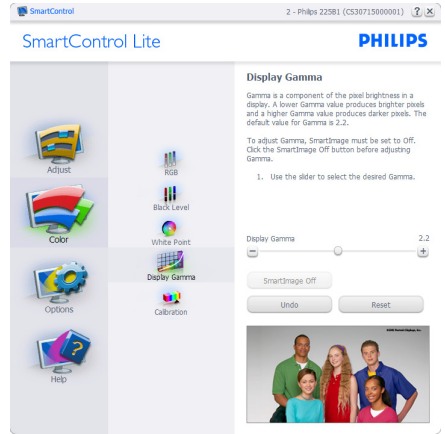 SmartControl
2 - Philips 225B1 (CS30715000001)
SmartControl Lite
PHILIPS
Adjust
Color
Options
Help
RGB
Black Level
White Point
Display Gamma
Calibration
Display Gamma
Gamma is a component of the pixel brightness in a
display. A lower Gamma value produces brighter pixels
and a higher Gamma value produces darker pixels. The
default value for Gamma is 2.2.
To adjust Gamma, SmartImage must be set to Off.
Click the SmartImage Off button before adjusting
Gamma.
1. Use the slider to select the desired Gamma.
Display Gamma 2.2
SmartImage Off
Undo Reset